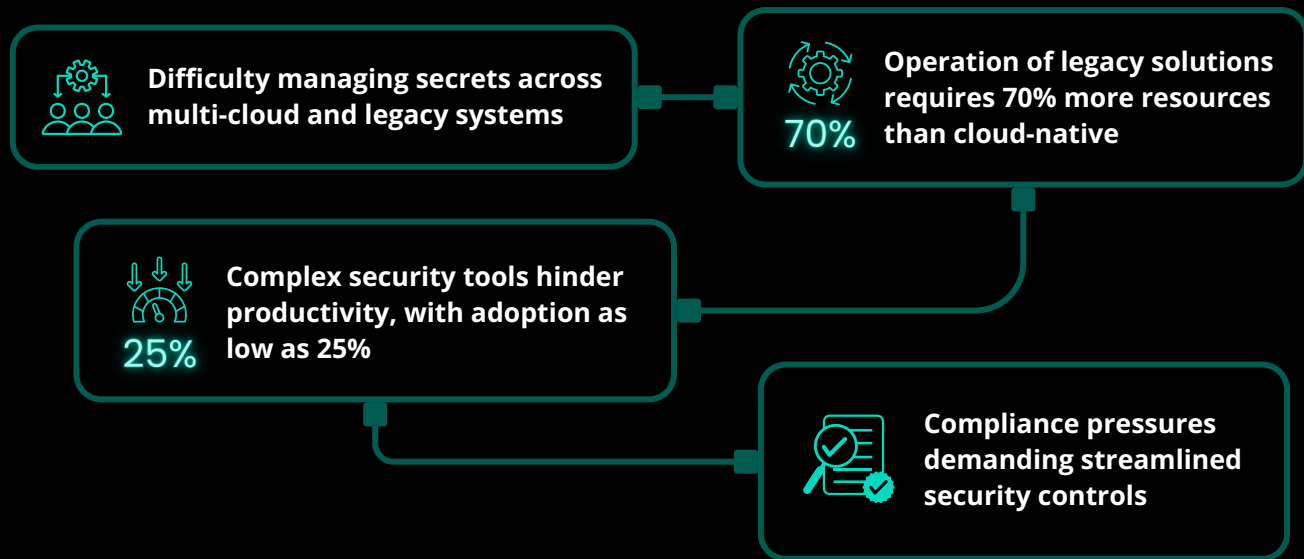 Difficulty managing secrets across
multi-cloud and legacy systems
Operation of legacy solutions
requires 70% more resources
than cloud-native
70%
Complex security tools hinder
productivity, with adoption as
low as 25%
25%
Compliance pressures
demanding streamlined
security controls